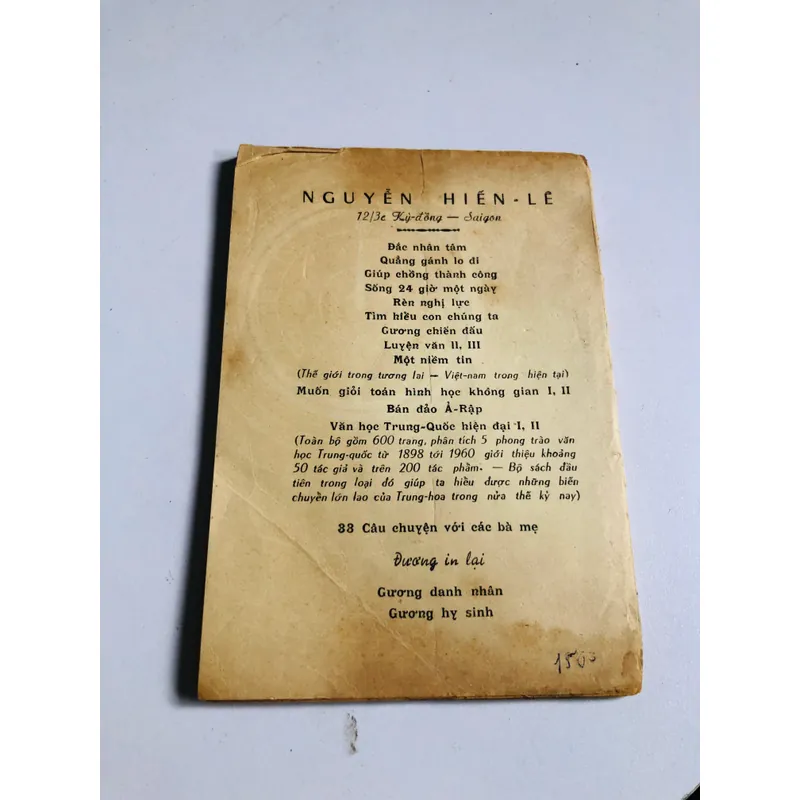 NGUYỄN HIẾN-LÊ
12/3c Kỳ-đồng — Saigon
Đắc nhân tâm
Quẳng gánh lo đi
Giúp chồng thành công
Sống 24 giờ một ngày
Rèn nghị lực
Tìm hiểu con chúng ta
Gương chiến đấu
Luyện văn II, III
Một niềm tin
(Thế giới trong tương lai — Việt-nam trong hiện tại)
Muốn giỏi toán hình học không gian I, II
Bán đảo Ả-Rập
Văn học Trung-Quốc hiện đại I, II
(Toàn bộ gồm 600 trang, phân tích 5 phong trào văn
học Trung-quốc từ 1898 tới 1960 giới thiệu khoảng
50 tác giả và trên 200 tác phẩm. — Bộ sách đầu
tiên trong loại đó giúp ta hiểu được những biến
chuyển lớn lao của Trung-hoa trong nửa thế kỷ nay)
33 Câu chuyện với các bà mẹ
Đương in lại
Gương danh nhân
Gương hy sinh